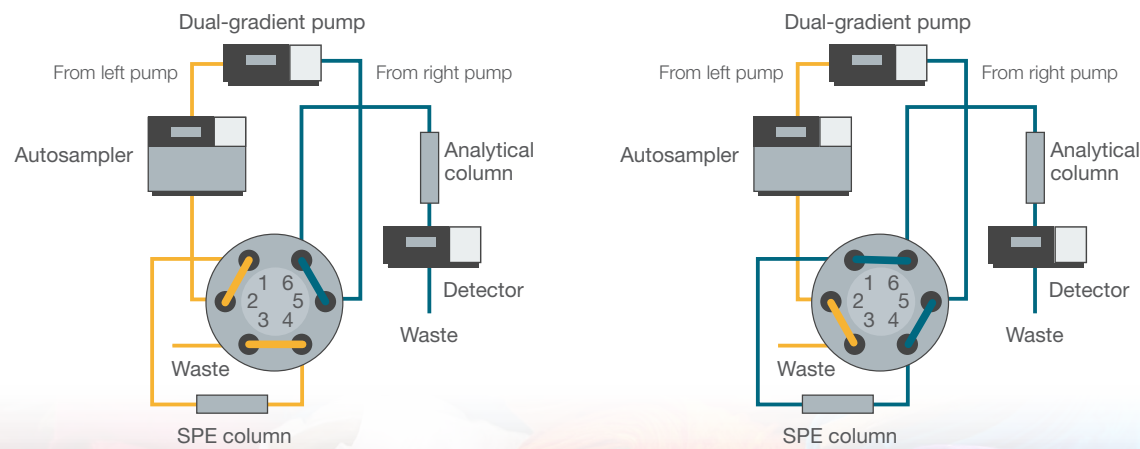 Dual-gradient pump
From left pump
From right pump
Autosampler
Analytical
column
1 6
2 5
3 4
Detector
Waste
Waste
SPE column
Dual-gradient pump
From left pump
From right pump
Autosampler
Analytical
column
1 6
2 5
3 4
Detector
Waste
Waste
SPE column